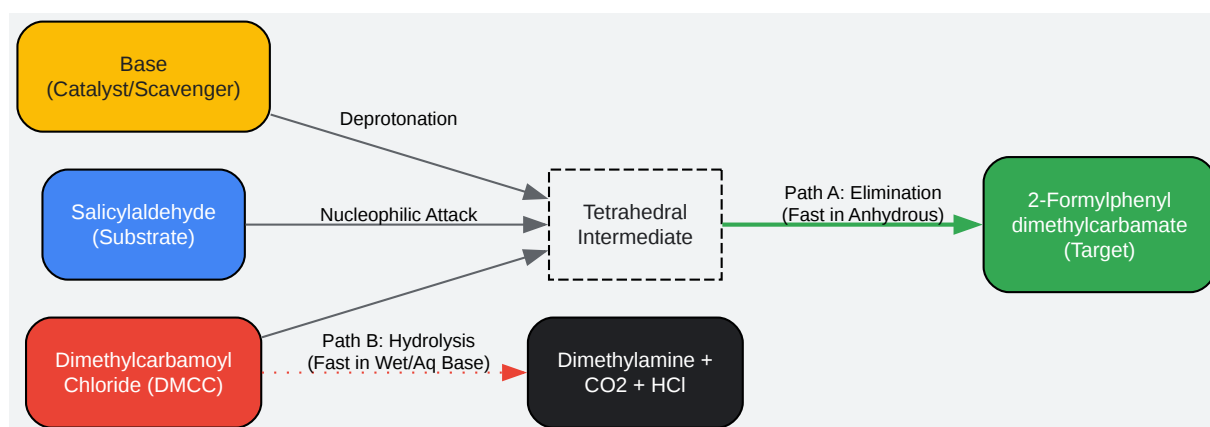 Base
(Catalyst/Scavenger)
Deprotonation
Salicylaldehyde
(Substrate)
Nucleophilic Attack
Tetrahedral
Intermediate
Path A: Elimination
(Fast in Anhydrous)
2-Formylphenyl
dimethylcarbamate
(Target)
Dimethylcarbamoyl
Chloride (DMCC)
Path B: Hydrolysis
(Fast in Wet/Aq Base)
Dimethylamine +
CO2 + HCl